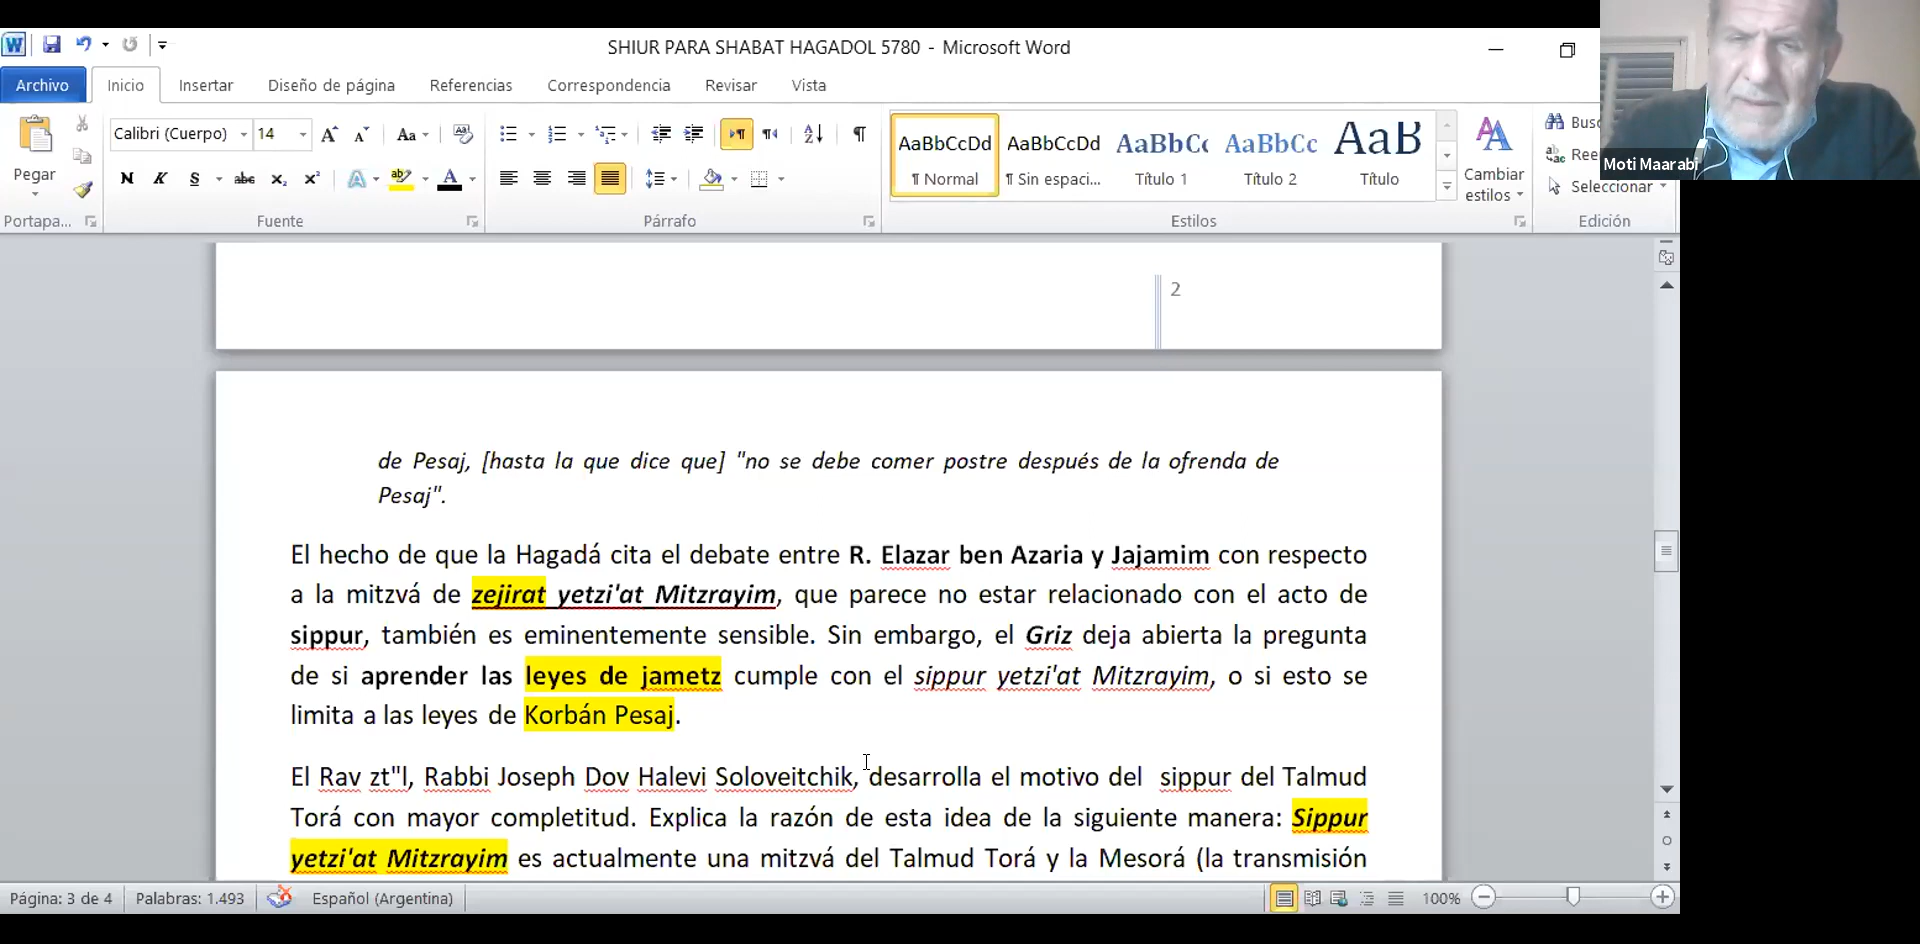 SHIUR PARA SHABAT HAGADOL 5780 - Microsoft Word
Archivo Inicio Insertar Diseño de página Referencias Correspondencia Revisar Vista
Calibri (Cuerpo) 14
Pegar
AaBbCcDd AaBbCcDd AaBbCc AaBbCc AaB
¶ Normal ¶ Sin espaci... Título 1 Título 2 Título
Cambiar estilos
Seleccionar
Moti Maarabi
Portapa... Fuente Párrafo Estilos Edición
2
de Pesaj, [hasta la que dice que] "no se debe comer postre después de la ofrenda de
Pesaj".
El hecho de que la Hagadá cita el debate entre R. Elazar ben Azaria y Jajamim con respecto
a la mitzvá de zejirat yetzi'at Mitzrayim, que parece no estar relacionado con el acto de
sippur, también es eminentemente sensible. Sin embargo, el Griz deja abierta la pregunta
de si aprender las leyes de jametz cumple con el sippur yetzi'at Mitzrayim, o si esto se
limita a las leyes de Korbán Pesaj.
El Rav zt"l, Rabbi Joseph Dov Halevi Soloveitchik, desarrolla el motivo del sippur del Talmud
Torá con mayor completitud. Explica la razón de esta idea de la siguiente manera: Sippur
yetzi'at Mitzrayim es actualmente una mitzvá del Talmud Torá y la Mesorá (la transmisión
Página: 3 de 4 Palabras: 1.493 Español (Argentina) 100%